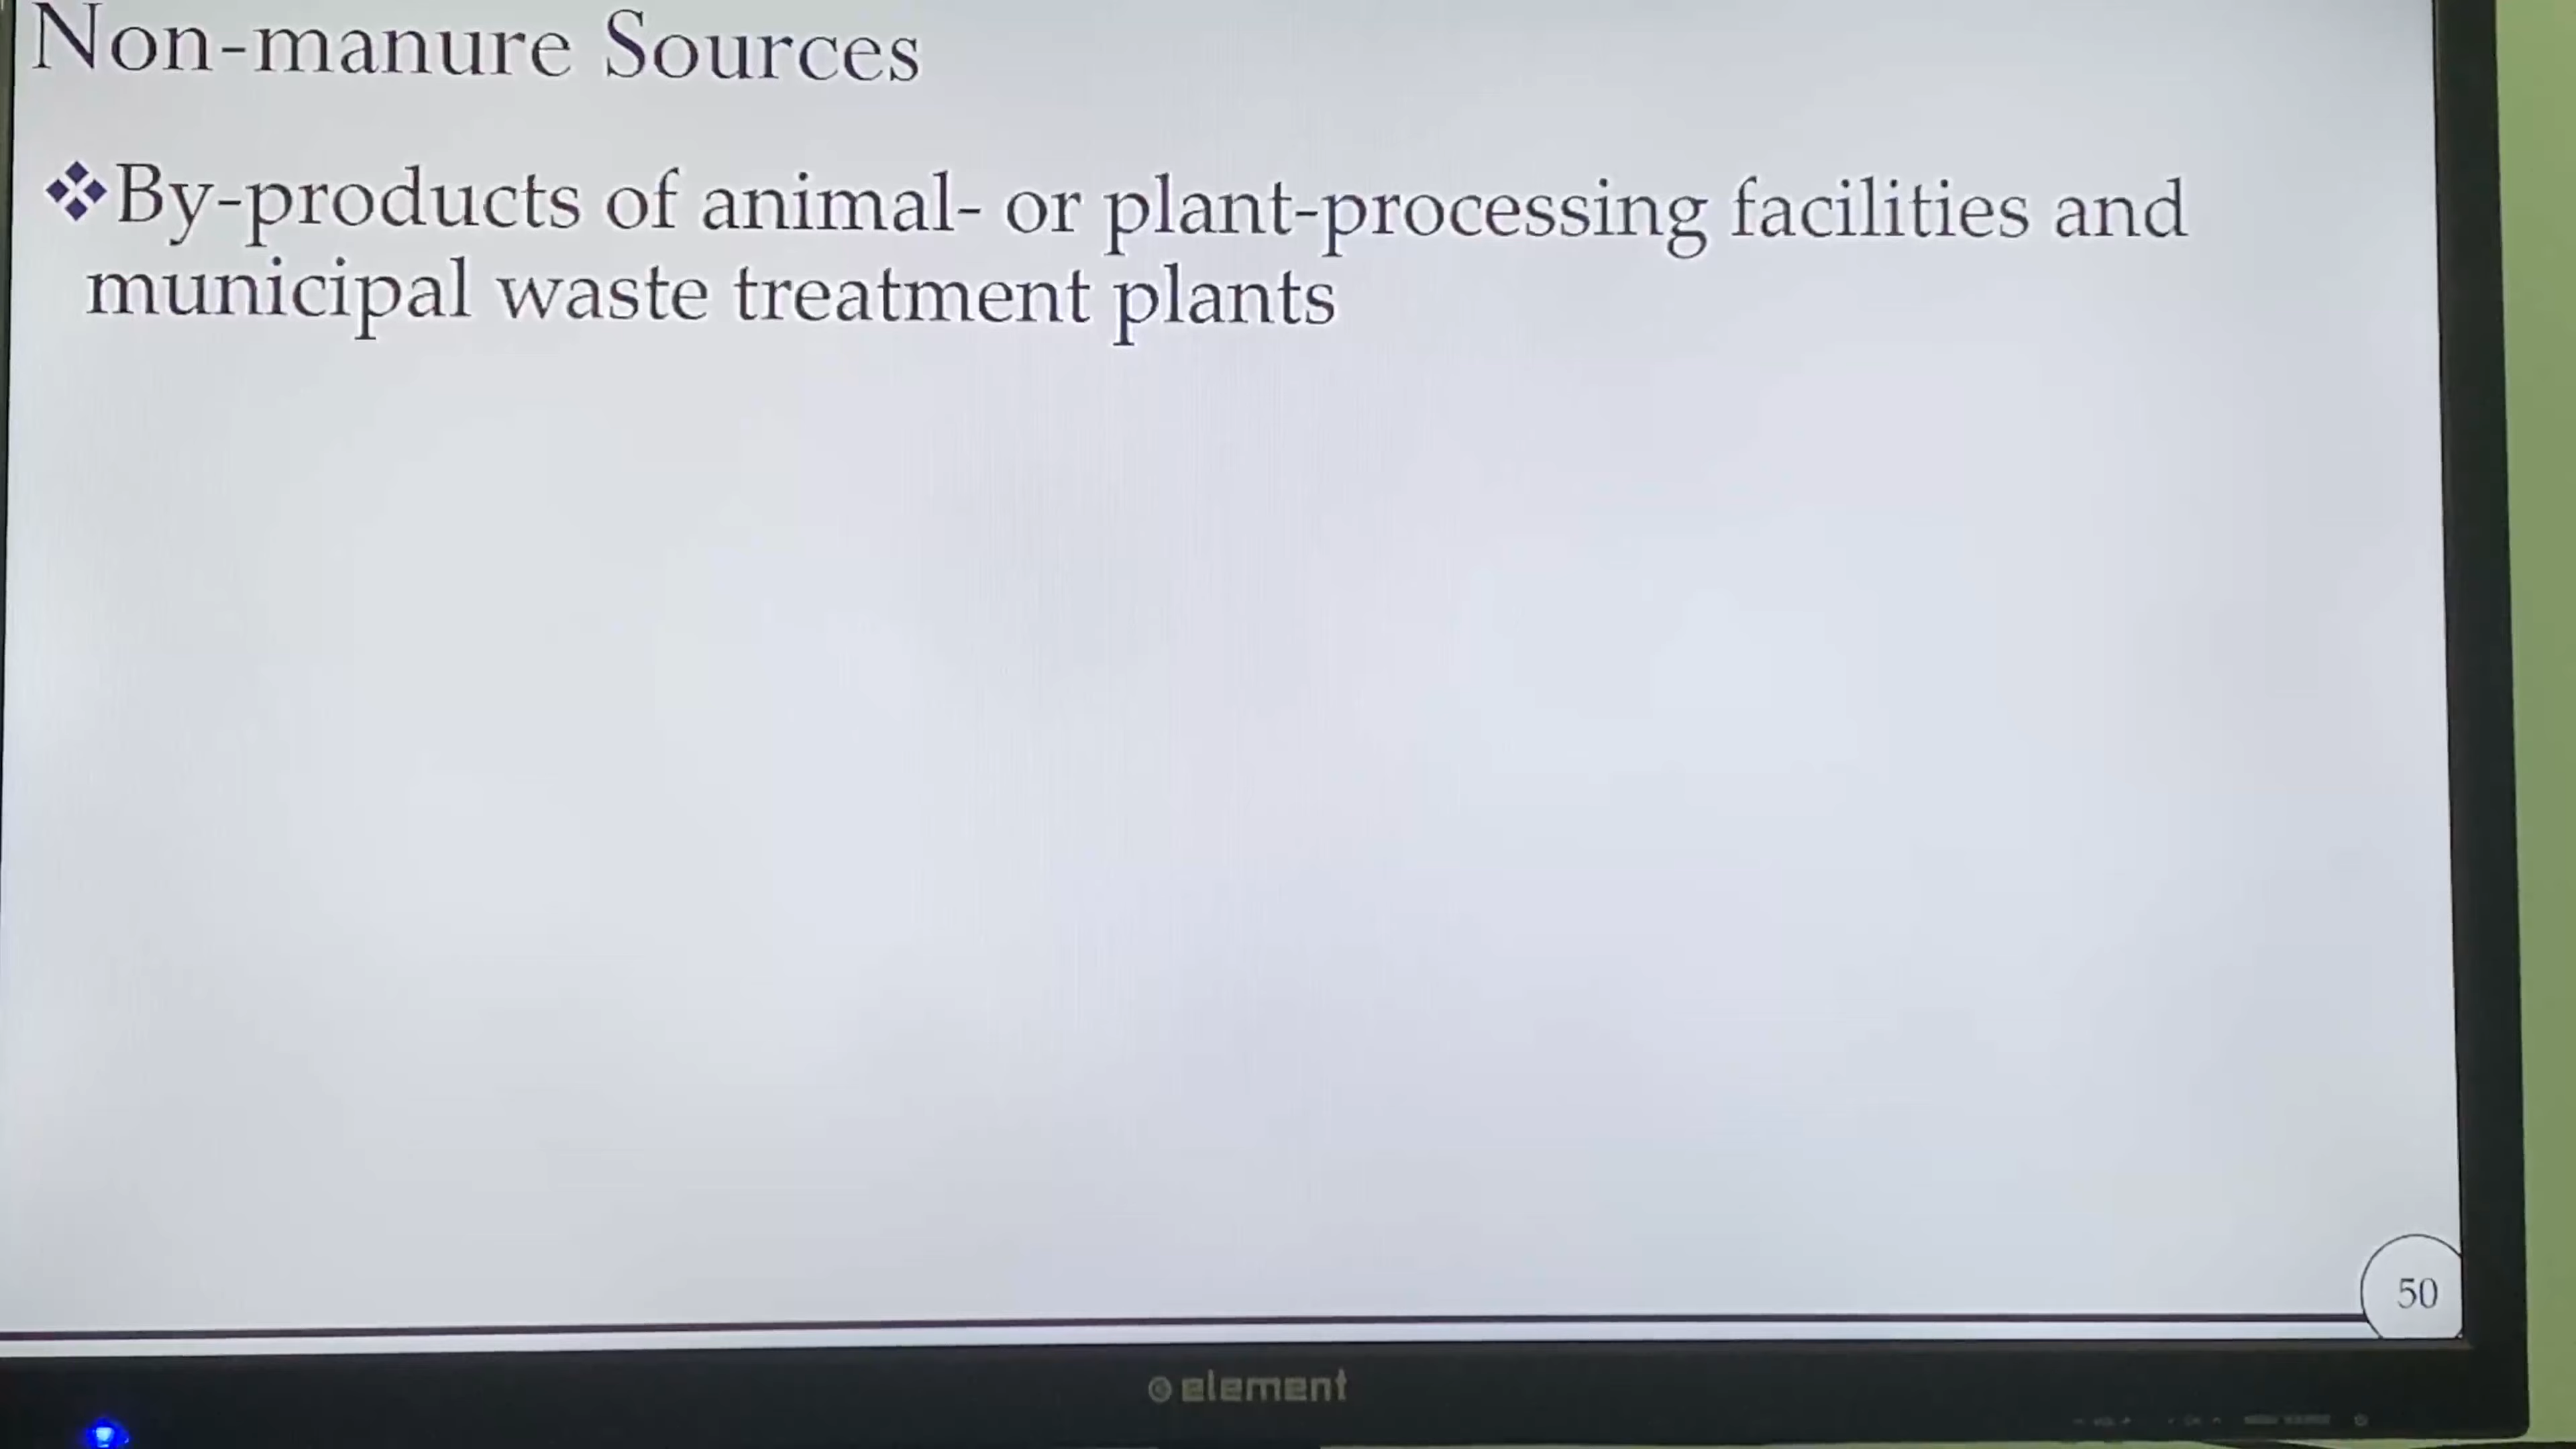 Non-manure Sources
❖By-products of animal- or plant-processing facilities and
municipal waste treatment plants
50
element